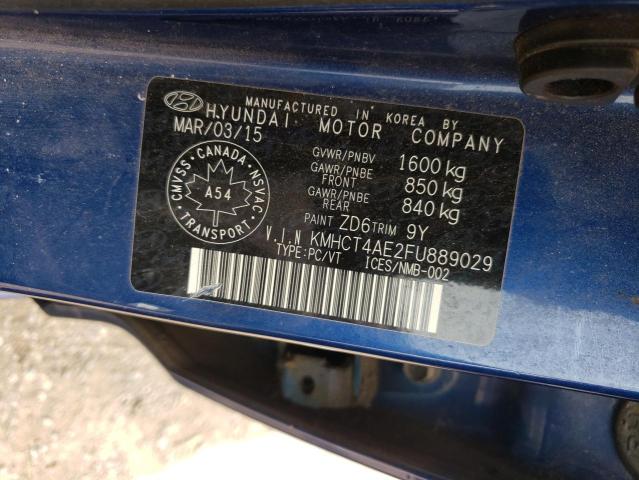 MANUFACTURED IN KOREA BY
HYUNDAI MOTOR COMPANY
MAR/03/15
GVWR/PNBV 1600 kg
GAWR/PNBE FRONT 850 kg
GAWR/PNBE REAR 840 kg
PAINT ZD6 TRIM 9Y
V.I.N KMHCT4AE2FU889029
TYPE:PC/VT ICES/NMB-002
CANADA
CMVSS NSVAC
A54
TRANSPORT